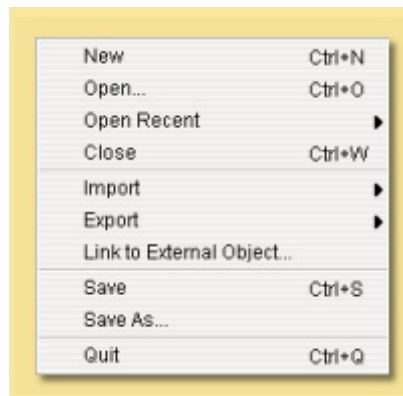 New Ctrl+N
Open... Ctrl+O
Open Recent
Close Ctrl+W
Import
Export
Link to External Object...
Save Ctrl+S
Save As...
Quit Ctrl+Q